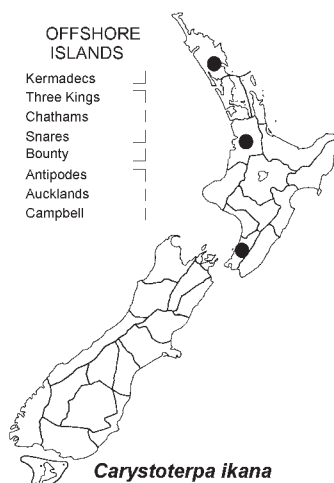 OFFSHORE
ISLANDS
Kermadecs
Three Kings
Chathams
Snares
Bounty
Antipodes
Aucklands
Campbell
Carystoterpa ikana